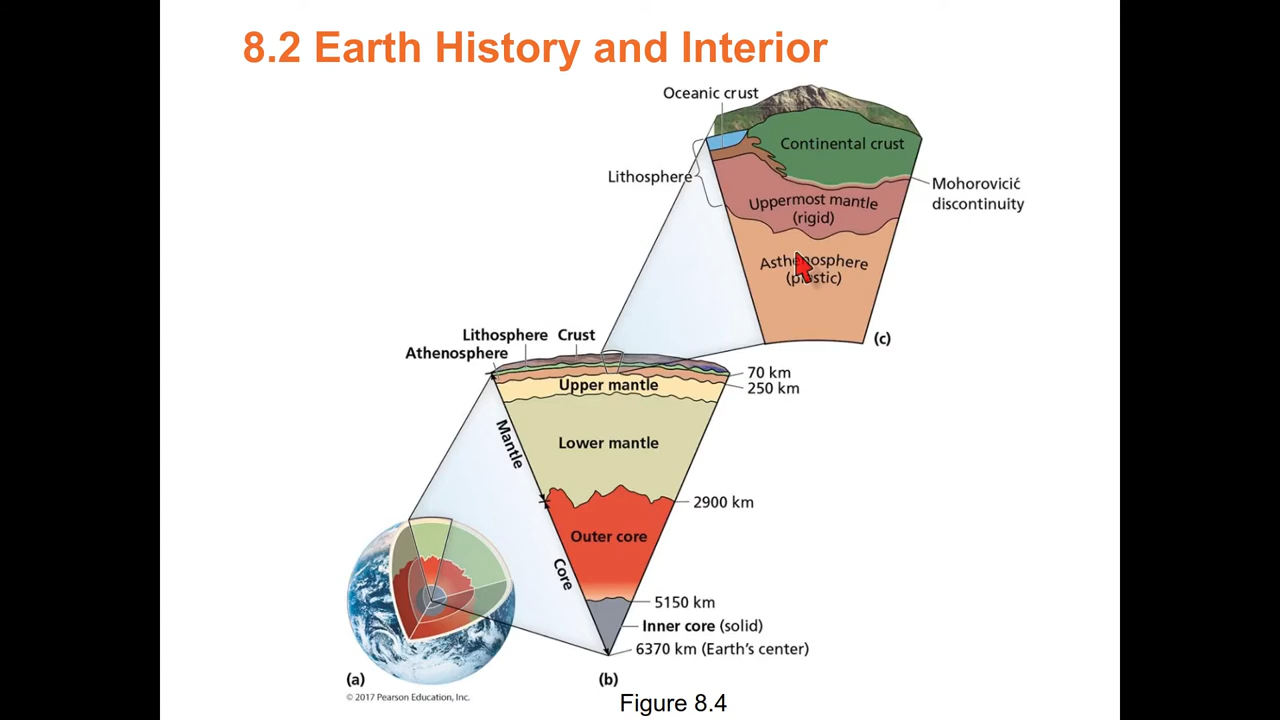 8.2 Earth History and Interior
Oceanic crust
Continental crust
Lithosphere
Mohorovicić
discontinuity
Uppermost mantle
(rigid)
Asthenosphere
(plastic)
(c)
Lithosphere Crust
Athenosphere
70 km
250 km
Upper mantle
Mantle
Lower mantle
2900 km
Outer core
Core
5150 km
Inner core (solid)
6370 km (Earth's center)
(a)
(b)
© 2017 Pearson Education, Inc.
Figure 8.4